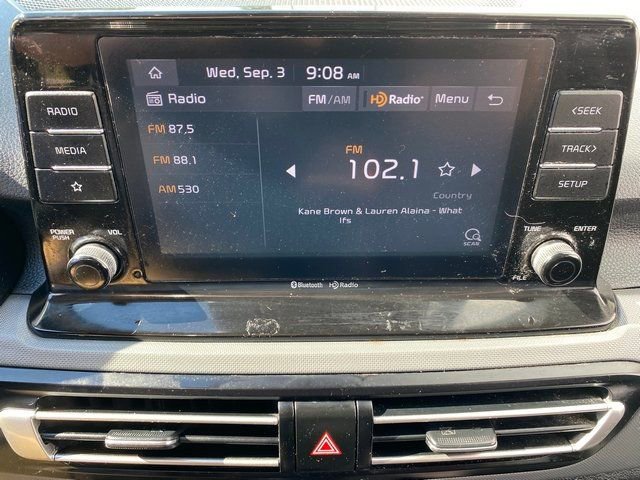 Wed, Sep. 3 9:08 AM
Radio FM/AM HD Radio Menu
FM 87.5
FM 88.1
AM 530
FM
102.1
Country
Kane Brown & Lauren Alaina - What
Ifs
SCAN
RADIO
MEDIA
POWER
PUSH
VOL
<SEEK
TRACK>
SETUP
TUNE
ENTER
FILE
Bluetooth HD Radio